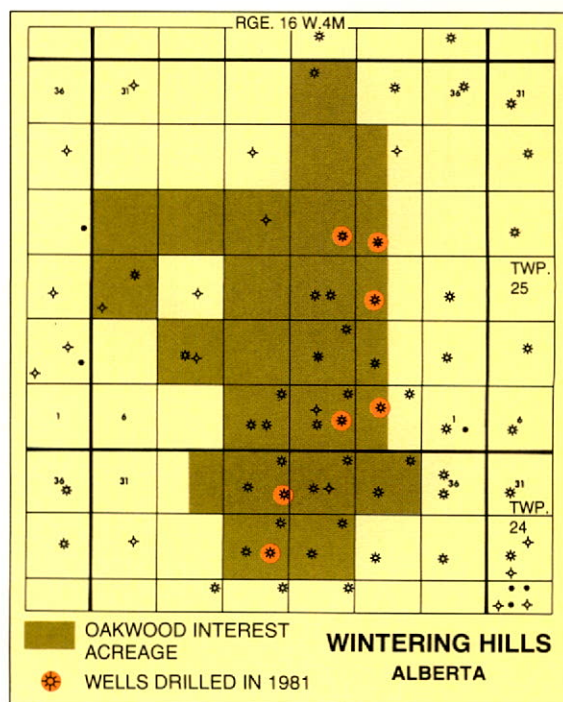 RGE. 16 W.4M
36 31 36 31
TWP.
25
1 6 1 6
36 31 36 31
TWP.
24
OAKWOOD INTEREST
ACREAGE
WELLS DRILLED IN 1981
WINTERING HILLS
ALBERTA